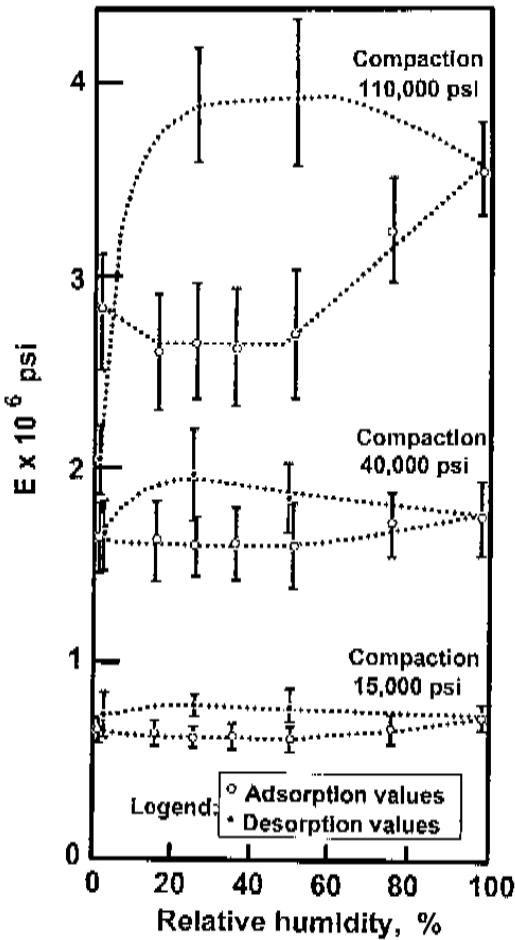 4
3
2
1
0
E x 10 6 psi
Compaction
110,000 psi
Compaction
40,000 psi
Compaction
15,000 psi
Legend:
Adsorption values
Desorption values
0 20 40 60 80 100
Relative humidity, %